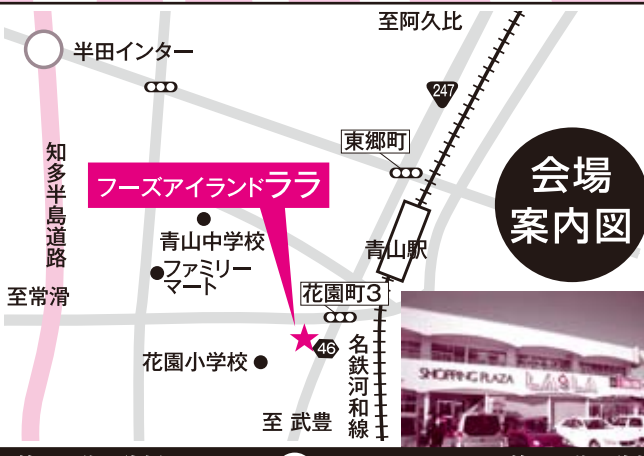 至阿久比
半田インター
247
東郷町
会場
案内図
知多半島道路
フーズアイランドララ
青山中学校
青山駅
ファミリー
マート
至常滑
花園町3
46
名鉄河和線
花園小学校
至 武豊
SHOPPING PLAZA LALA